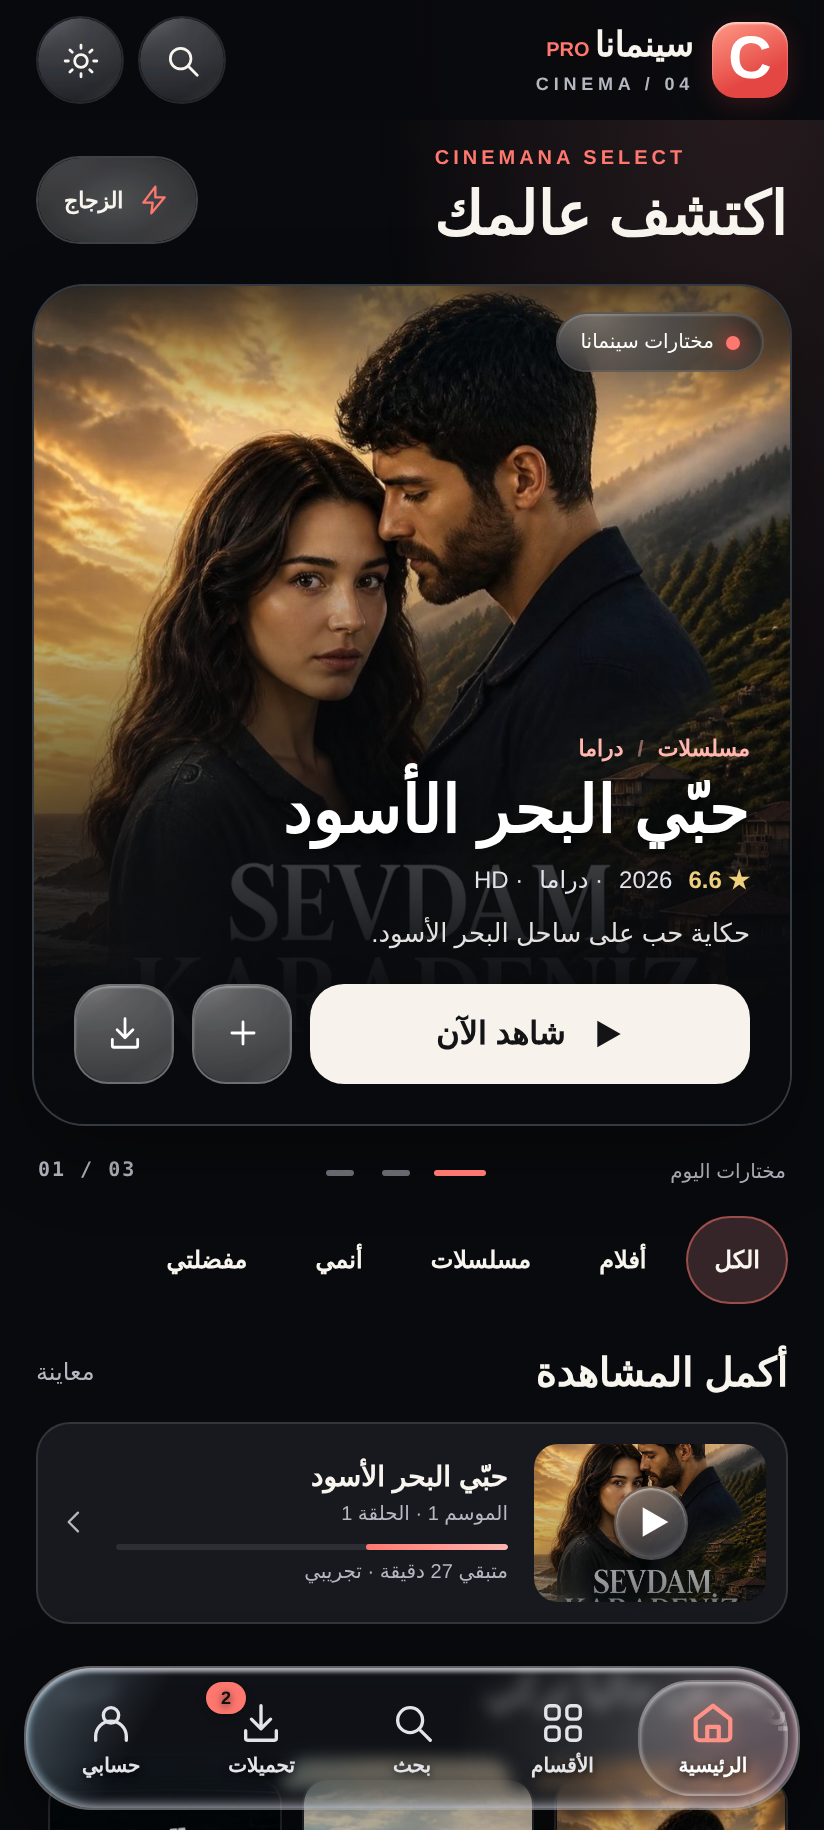 C
سينمانا PRO
CINEMA / 04
CINEMANA SELECT
اكتشف عالمك
الزجاج
مختارات سينمانا
مسلسلات / دراما
حبّي البحر الأسود
★ 6.6 2026 · دراما · HD
حكاية حب على ساحل البحر الأسود.
SEVDAM
KARADENİZ
شاهد الآن
مختارات اليوم
01 / 03
الكل
أفلام
مسلسلات
أنمي
مفضلتي
أكمل المشاهدة
معاينة
حبّي البحر الأسود
الموسم 1 · الحلقة 1
متبقي 27 دقيقة · تجريبي
SEVDAM
KARADENİZ
الرئيسية
الأقسام
بحث
تحميلات
2
حسابي